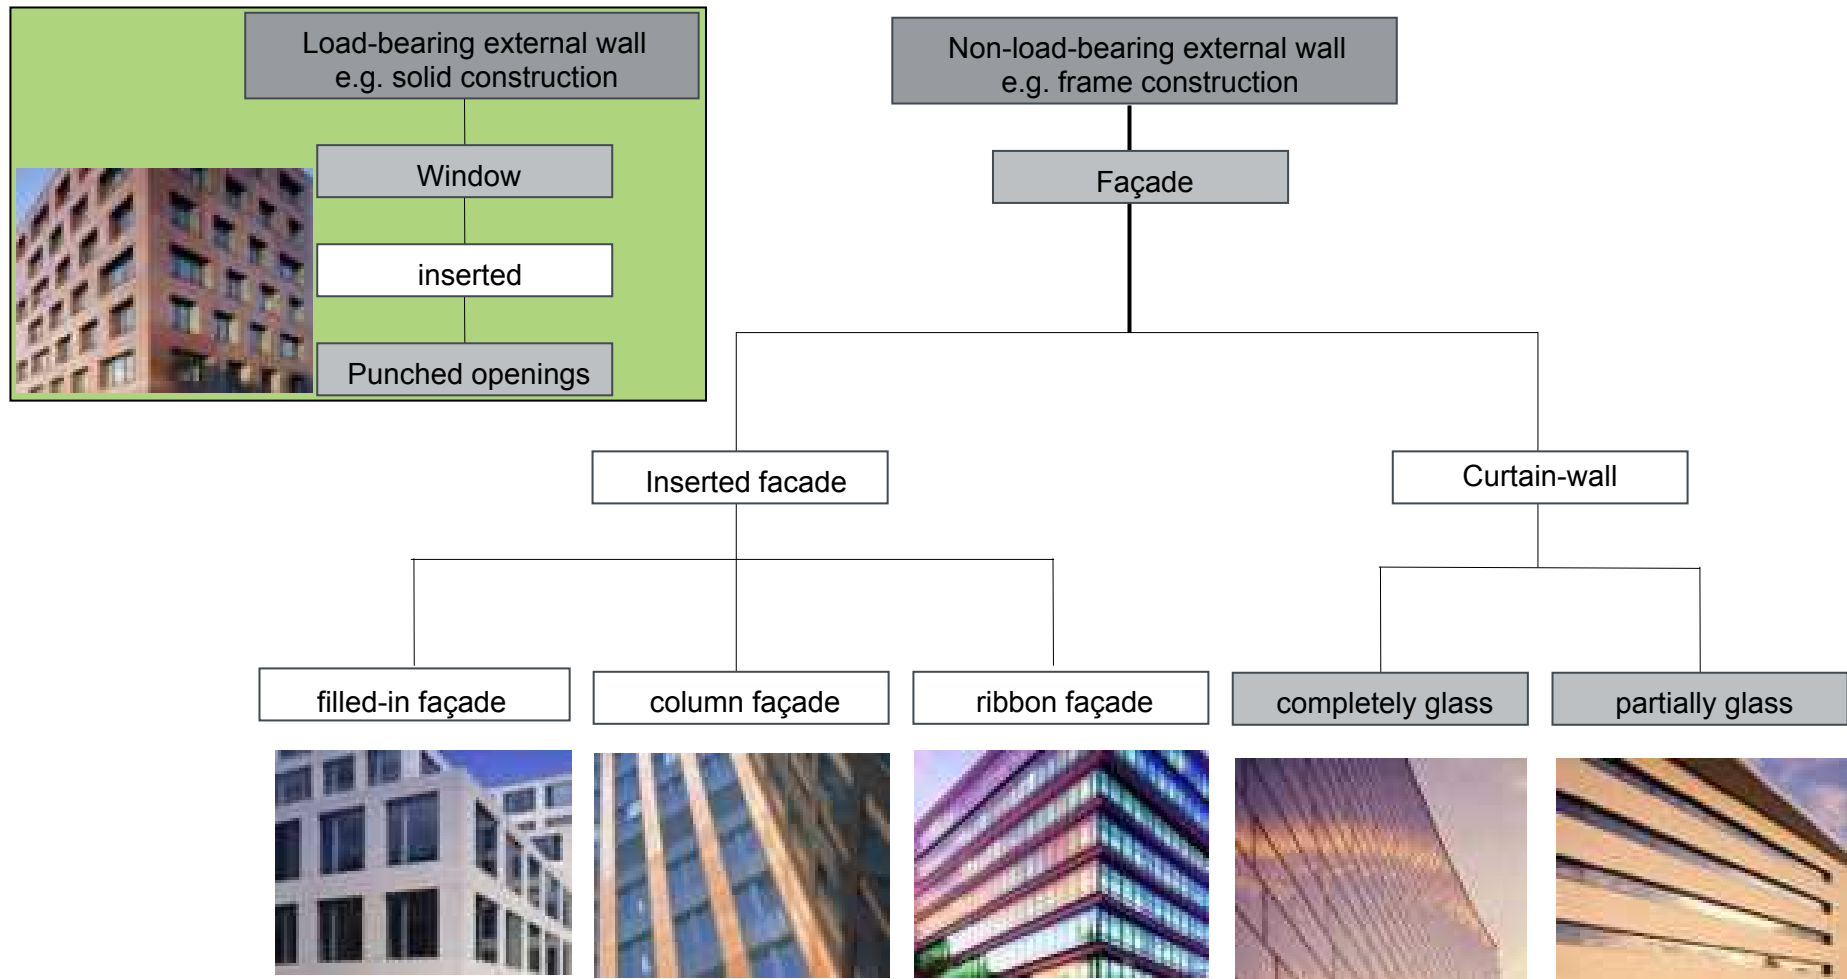 Load-bearing external wall
e.g. solid construction
Window
inserted
Punched openings
Non-load-bearing external wall
e.g. frame construction
Façade
Inserted facade
Curtain-wall
filled-in façade
column façade
ribbon façade
completely glass
partially glass